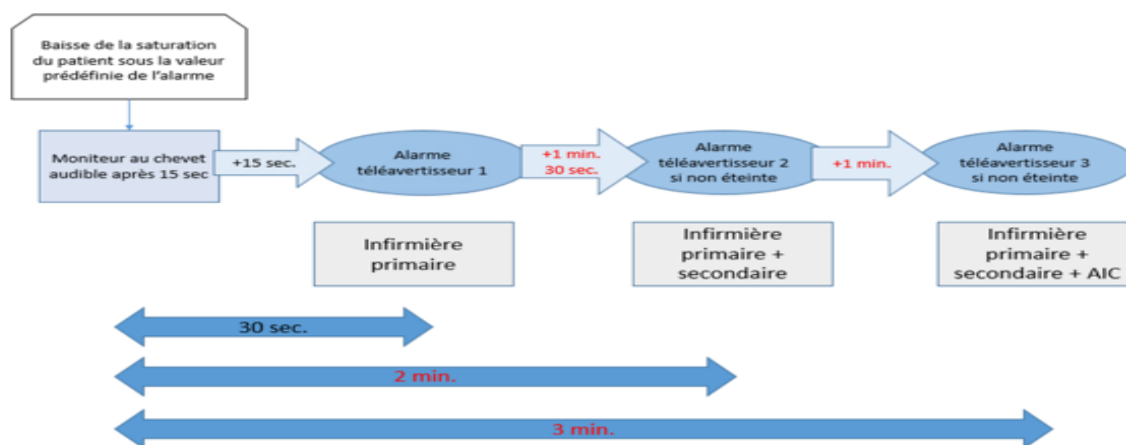 Baisse de la saturation
du patient sous la valeur
prédéfinie de l'alarme
Moniteur au chevet
audible après 15 sec
+15 sec.
Alarme
téléavertisseur 1
+1 min.
30 sec.
Alarme
téléavertisseur 2
si non éteinte
+1 min.
Alarme
téléavertisseur 3
si non éteinte
Infirmière
primaire
Infirmière
primaire +
secondaire
Infirmière
primaire +
secondaire + AIC
30 sec.
2 min.
3 min.